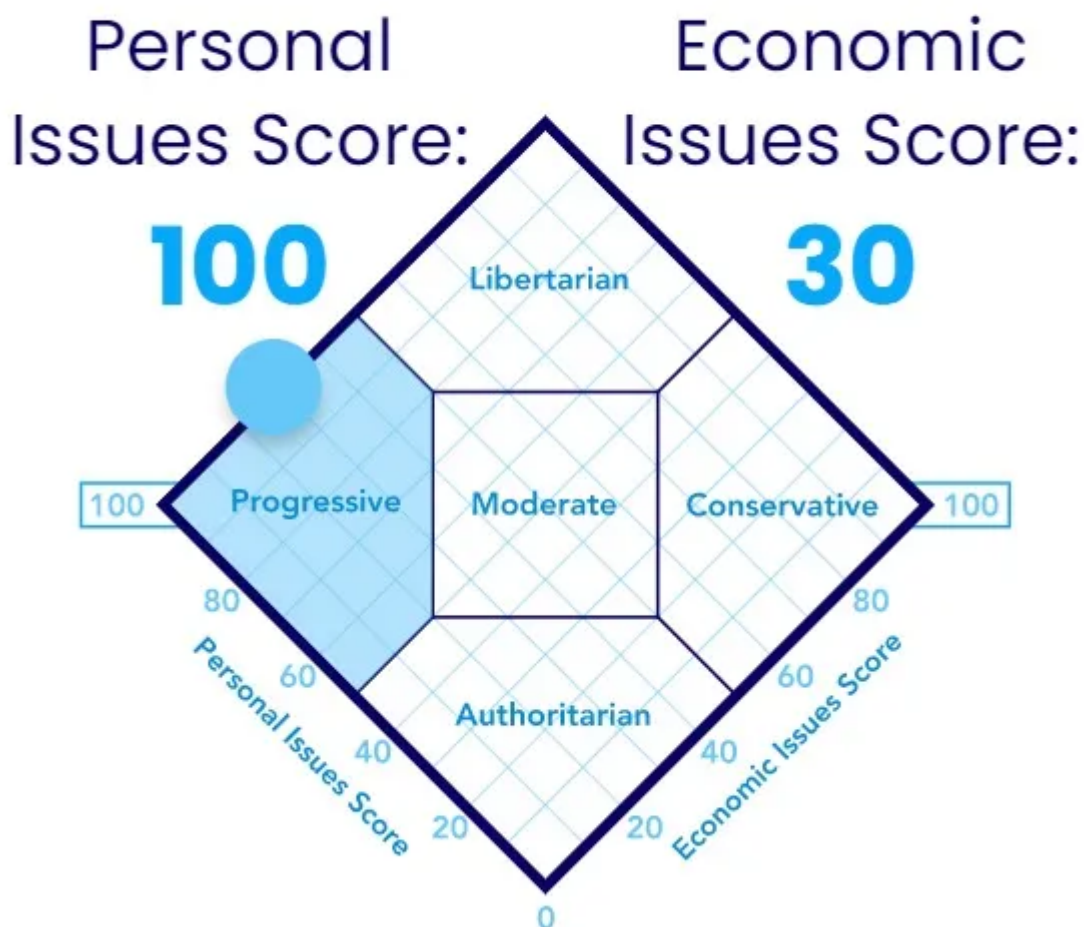 Personal
Issues Score:
100
Economic
Issues Score:
30
Libertarian
Progressive
Moderate
Conservative
Authoritarian
100
80
60
40
20
Personal Issues Score
100
80
60
40
20
Economic Issues Score
0